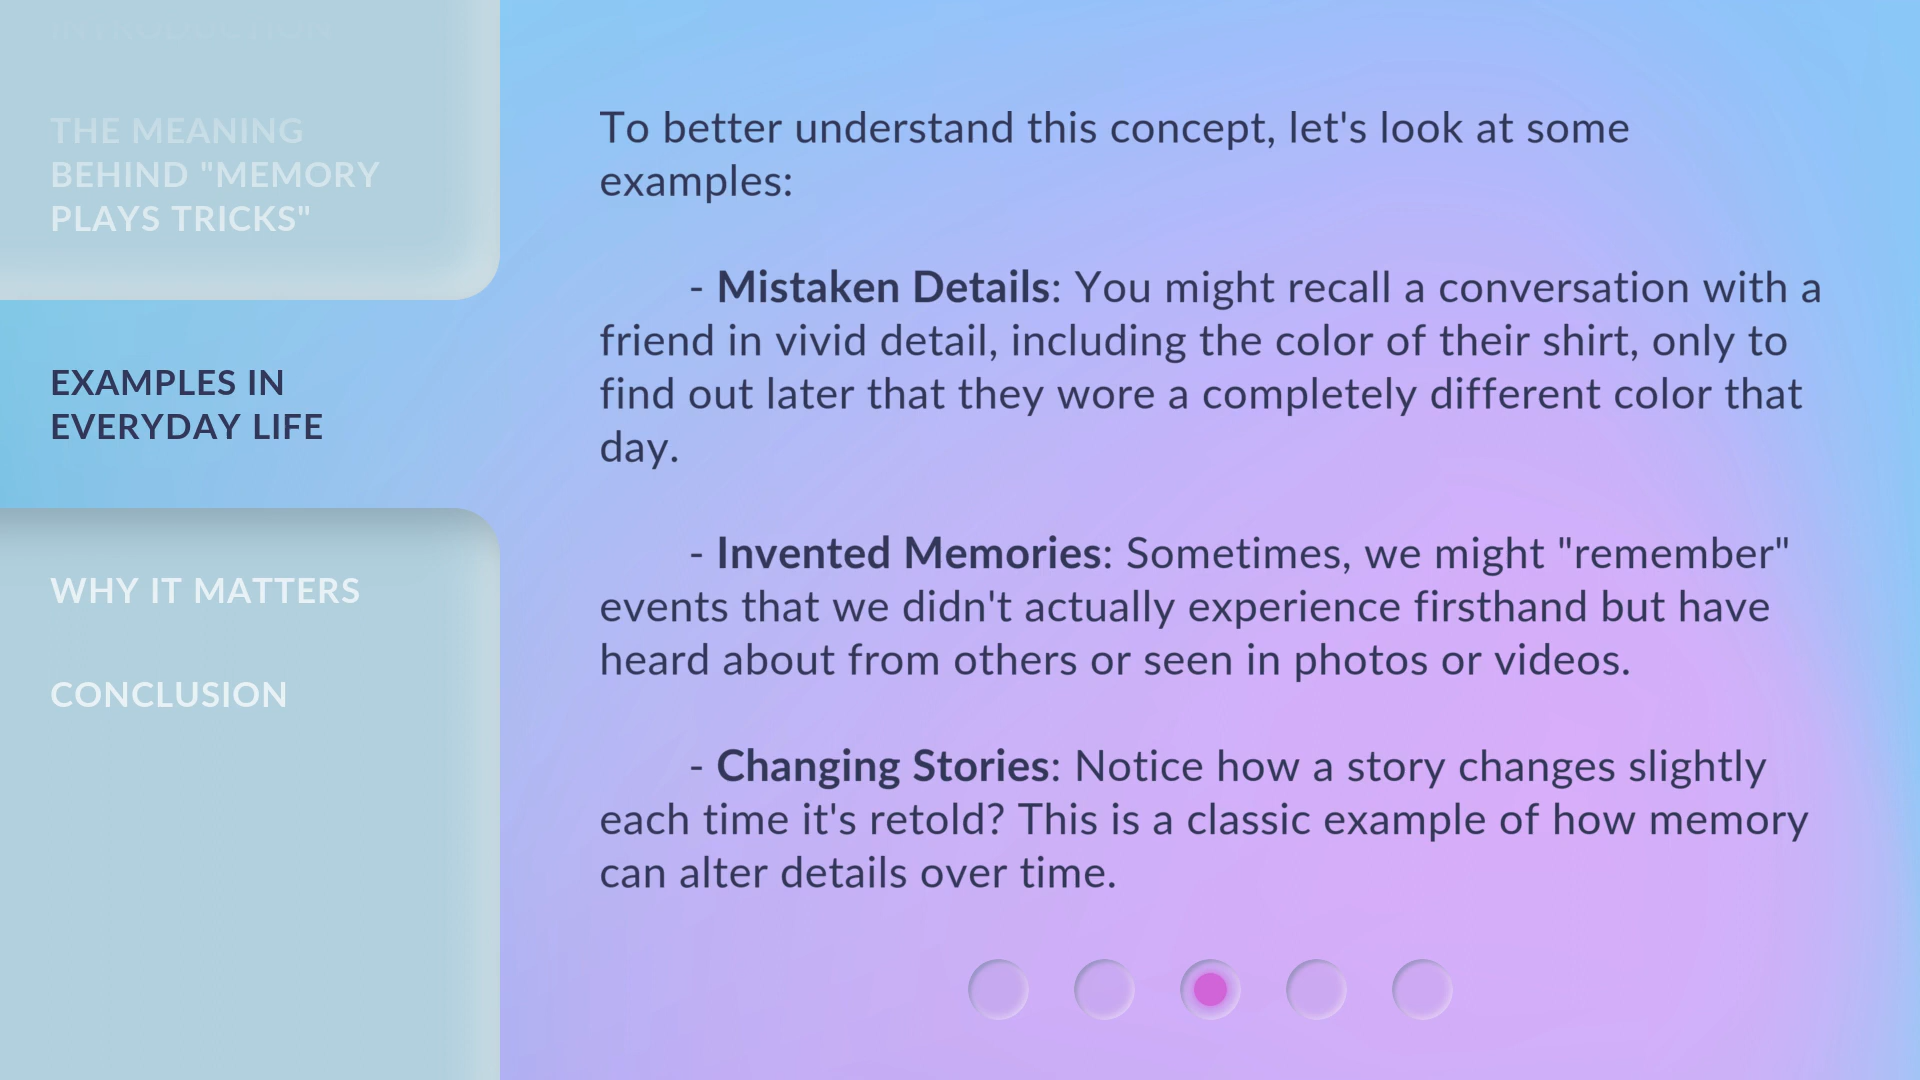 INTRODUCTION
THE MEANING
BEHIND "MEMORY
PLAYS TRICKS"
EXAMPLES IN
EVERYDAY LIFE
WHY IT MATTERS
CONCLUSION
To better understand this concept, let's look at some
examples:
- Mistaken Details: You might recall a conversation with a
friend in vivid detail, including the color of their shirt, only to
find out later that they wore a completely different color that
day.
- Invented Memories: Sometimes, we might "remember"
events that we didn't actually experience firsthand but have
heard about from others or seen in photos or videos.
- Changing Stories: Notice how a story changes slightly
each time it's retold? This is a classic example of how memory
can alter details over time.